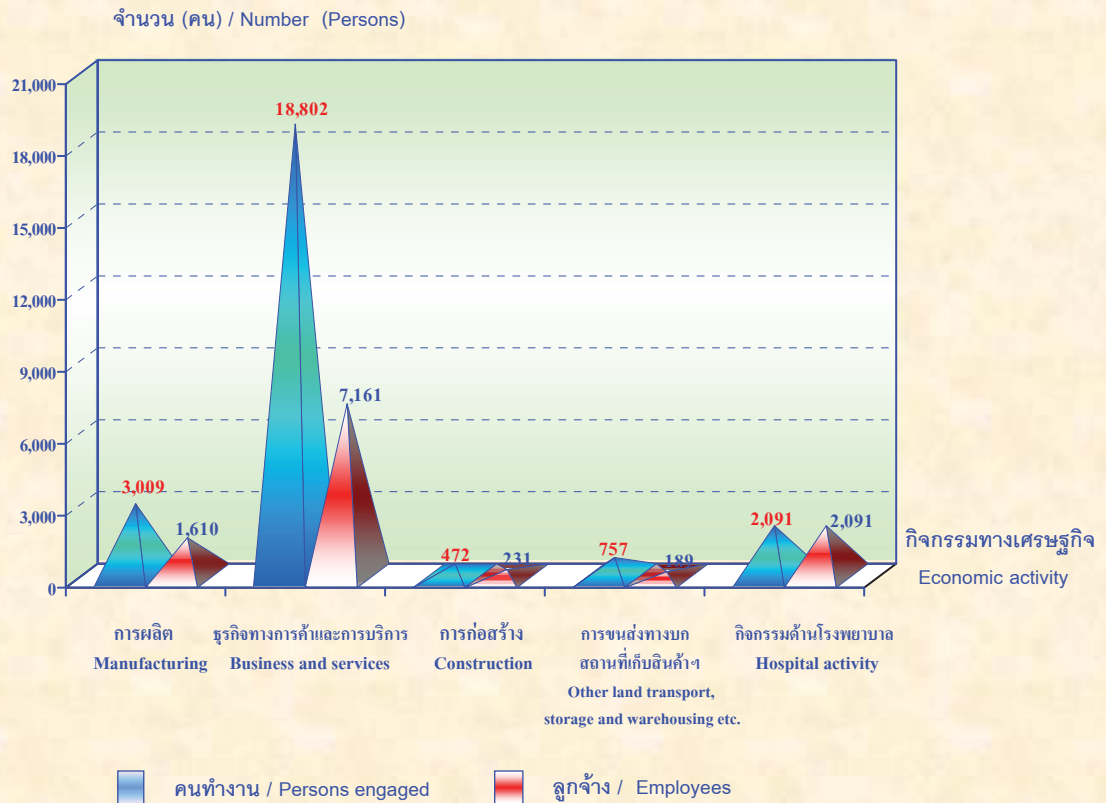 จำนวน (คน) / Number (Persons)
21,000
18,000
15,000
12,000
9,000
6,000
3,000
0
18,802
7,161
3,009
1,610
472
231
757
189
2,091
2,091
กิจกรรมทางเศรษฐกิจ
Economic activity
การผลิต
Manufacturing
ธุรกิจทางการค้าและการบริการ
Business and services
การก่อสร้าง
Construction
การขนส่งทางบก
สถานที่เก็บสินค้าฯ
Other land transport,
storage and warehousing etc.
กิจกรรมด้านโรงพยาบาล
Hospital activity
คนทำงาน / Persons engaged
ลูกจ้าง / Employees